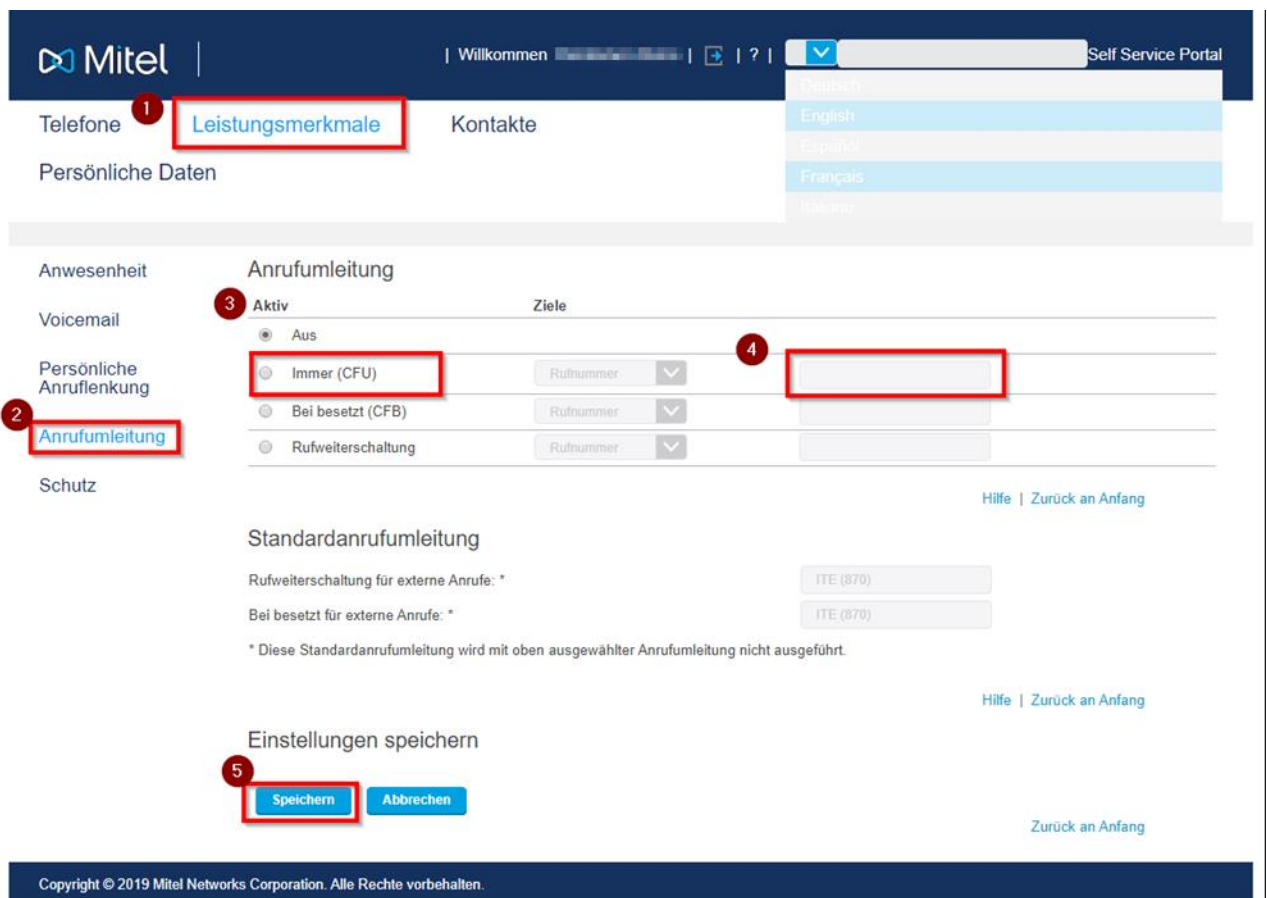 Mitel
| Willkommen | | ? |
Self Service Portal
Deutsch
English
Español
Français
Italiano
1
Telefone
Leistungsmerkmale
Kontakte
Persönliche Daten
Anwesenheit
Voicemail
Persönliche
Anruflenkung
2
Anrufumleitung
Schutz
Anrufumleitung
3
Aktiv Ziele
Aus
4
Immer (CFU) Rufnummer
Bei besetzt (CFB) Rufnummer
Rufweiterschaltung Rufnummer
Hilfe | Zurück an Anfang
Standardanrufumleitung
Rufweiterschaltung für externe Anrufe: * ITE (870)
Bei besetzt für externe Anrufe: * ITE (870)
* Diese Standardanrufumleitung wird mit oben ausgewählter Anrufumleitung nicht ausgeführt.
Hilfe | Zurück an Anfang
Einstellungen speichern
5
Speichern Abbrechen
Zurück an Anfang
Copyright © 2019 Mitel Networks Corporation. Alle Rechte vorbehalten.